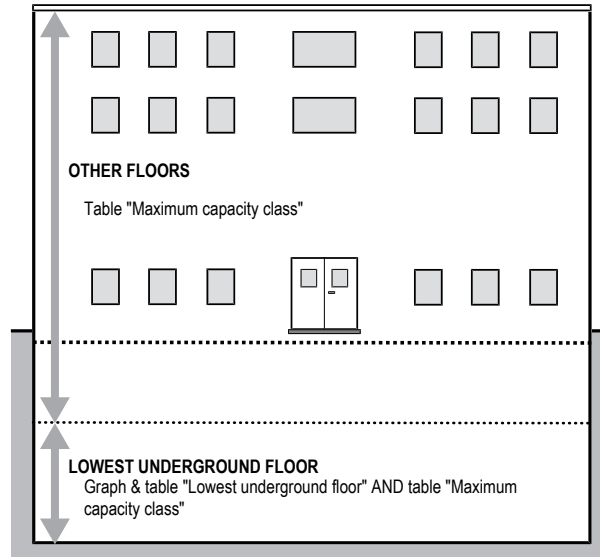 OTHER FLOORS
Table "Maximum capacity class"
LOWEST UNDERGROUND FLOOR
Graph & table "Lowest underground floor" AND table "Maximum
capacity class"